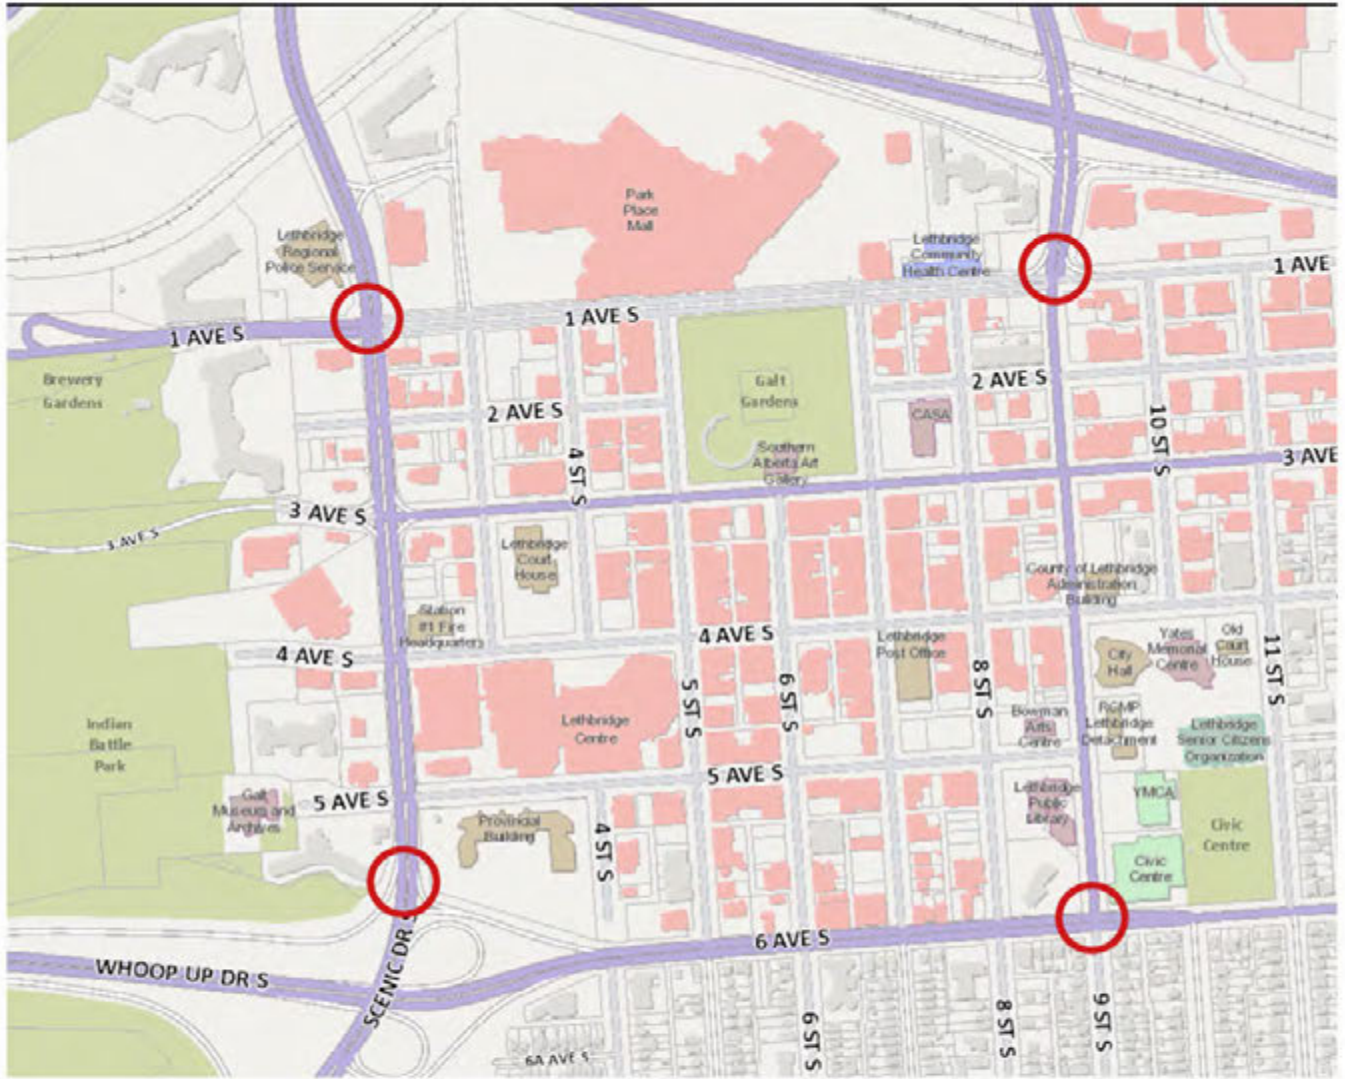 Park
Place
Mall
Lethbridge
Regional
Police Service
Lethbridge
Community
Health Centre
1 AVE
1 AVE S
1 AVE S
Brewery
Gardens
Galt
Gardens
2 AVE S
2 AVE S
CASA
10 ST S
4 ST S
Southern
Alberta Art
Gallery
3 AVE
3 AVE S
3 AVE S
Lethbridge
Court
House
County of Lethbridge
Administration
Building
Station
#1 Fire
Headquarters
4 AVE S
4 AVE S
Lethbridge
Post Office
City
Hall
Yates
Memorial
Centre
Old
Court
House
11 ST S
5 ST S
6 ST S
8 ST S
Indian
Battle
Park
Lethbridge
Centre
Bowman
Arts
Centre
RCMP
Lethbridge
Detachment
Lethbridge
Senior Citizens
Organization
5 AVE S
5 AVE S
Galt
Museum and
Archives
Provincial
Building
4 ST S
Lethbridge
Public
Library
YMCA
Civic
Centre
Civic
Centre
6 AVE S
WHOOP UP DR S
SCENIC DR S
6 ST S
8 ST S
9 ST S
6A AVE S